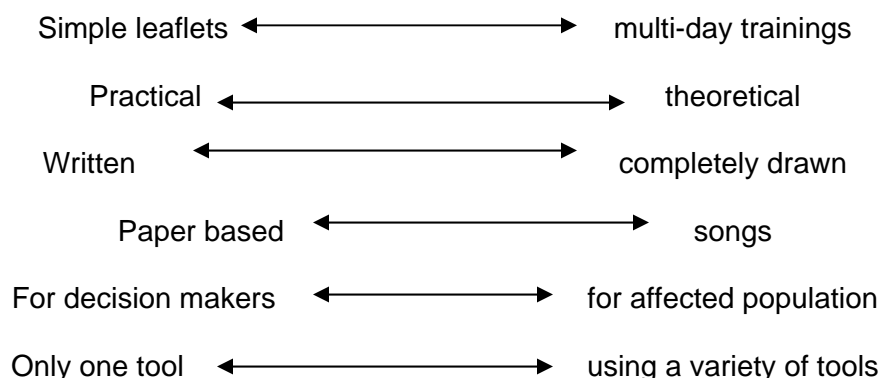 Simple leaflets multi-day trainings
Practical theoretical
Written completely drawn
Paper based songs
For decision makers for affected population
Only one tool using a variety of tools